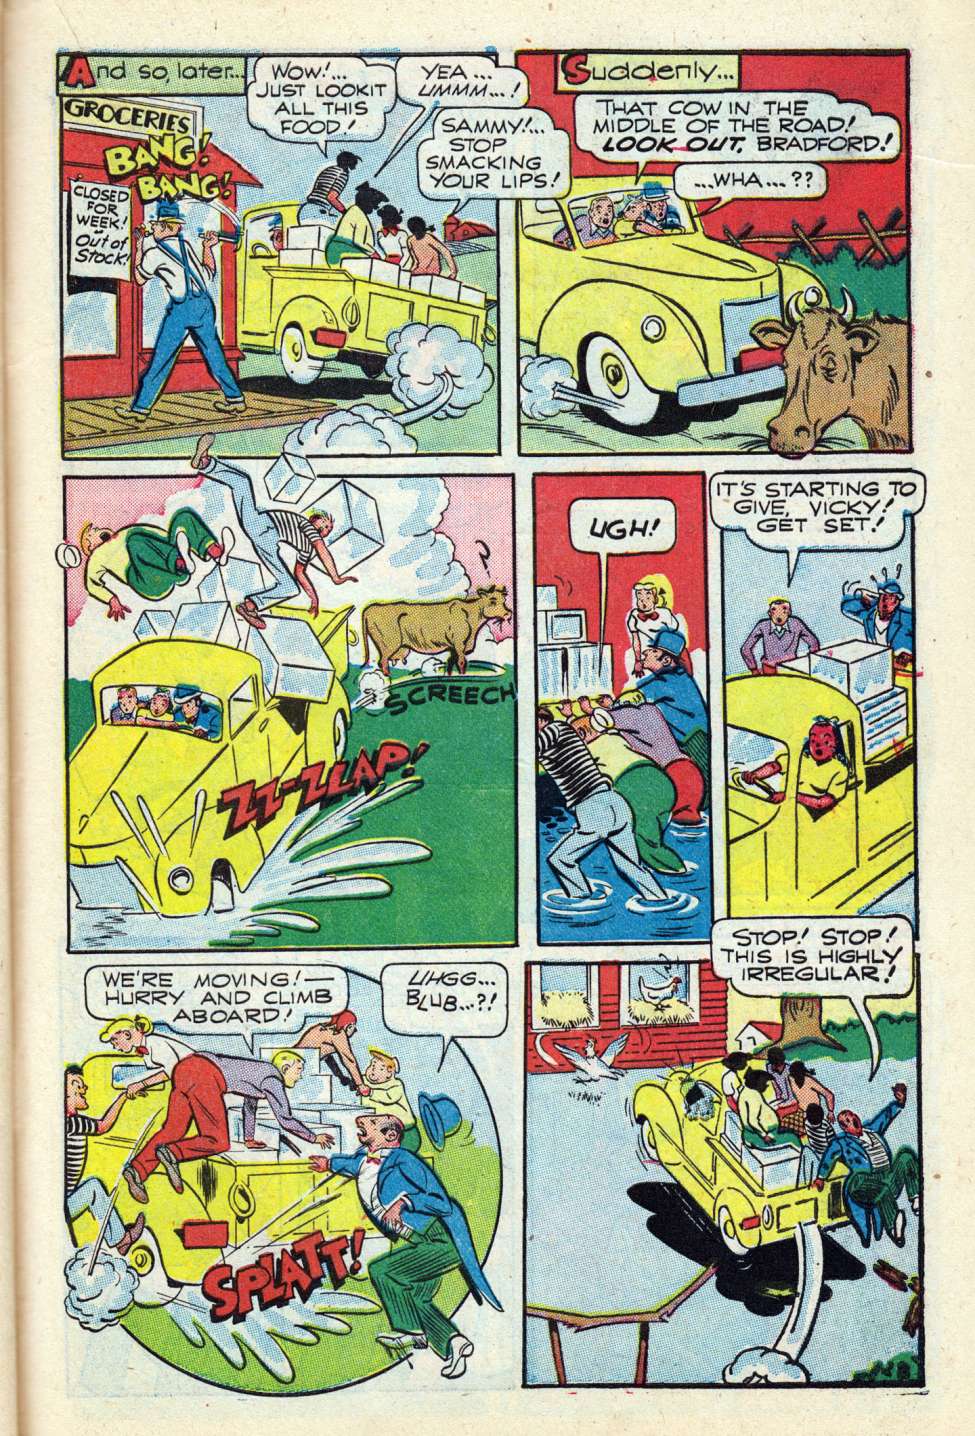 And so, later...
WOW!...
JUST LOOKIT
ALL THIS
FOOD!
YEA...
UMMM...!
SAMMY!...
STOP
SMACKING
YOUR LIPS!
GROCERIES
BANG!
BANG!
CLOSED
FOR
WEEK!
-
Out of
Stock!
Suddenly...
THAT COW IN THE
MIDDLE OF THE ROAD!
LOOK OUT, BRADFORD!
...WHA...??
?
SCREECH
ZZ-ZZLAP!
UGH!
IT'S STARTING TO
GIVE, VICKY!
GET SET!
WE'RE MOVING!—
HURRY AND CLIMB
ABOARD!
UHGG...
BLUB...?!
SPLATT!
STOP! STOP!
THIS IS HIGHLY
IRREGULAR!